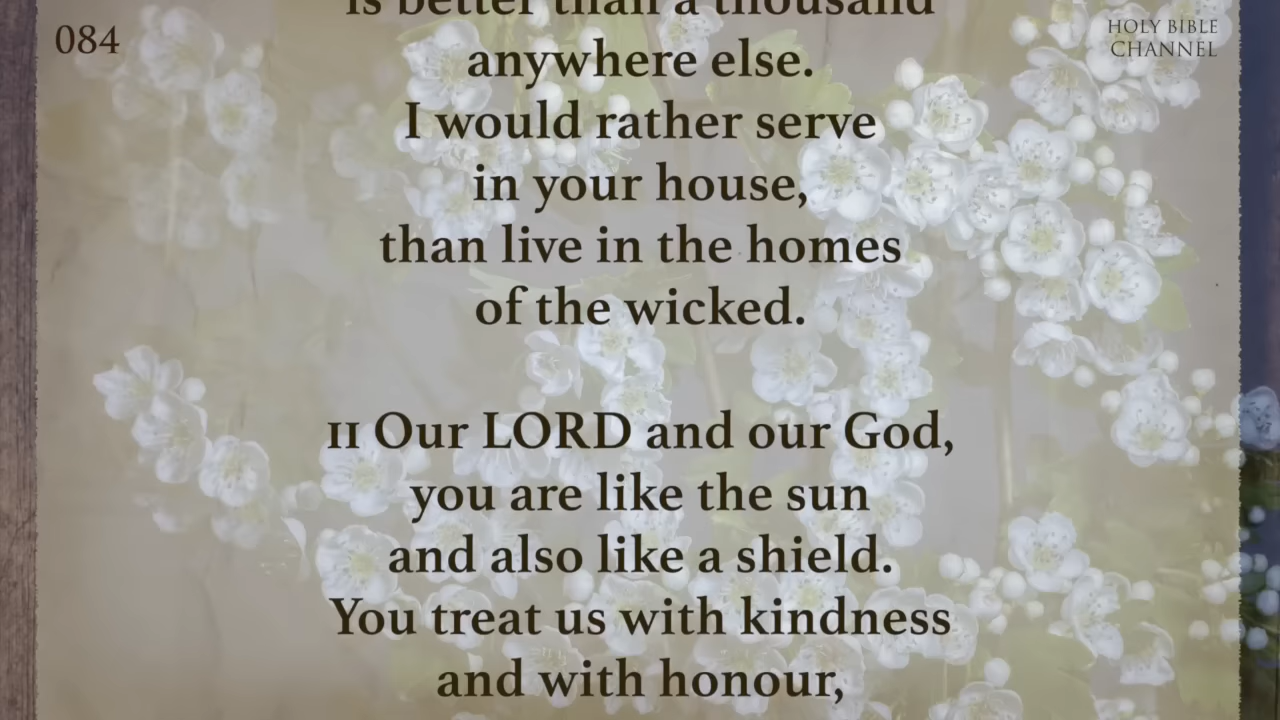 084
HOLY BIBLE
CHANNEL
is better than a thousand
anywhere else.
I would rather serve
in your house,
than live in the homes
of the wicked.
11 Our LORD and our God,
you are like the sun
and also like a shield.
You treat us with kindness
and with honour,